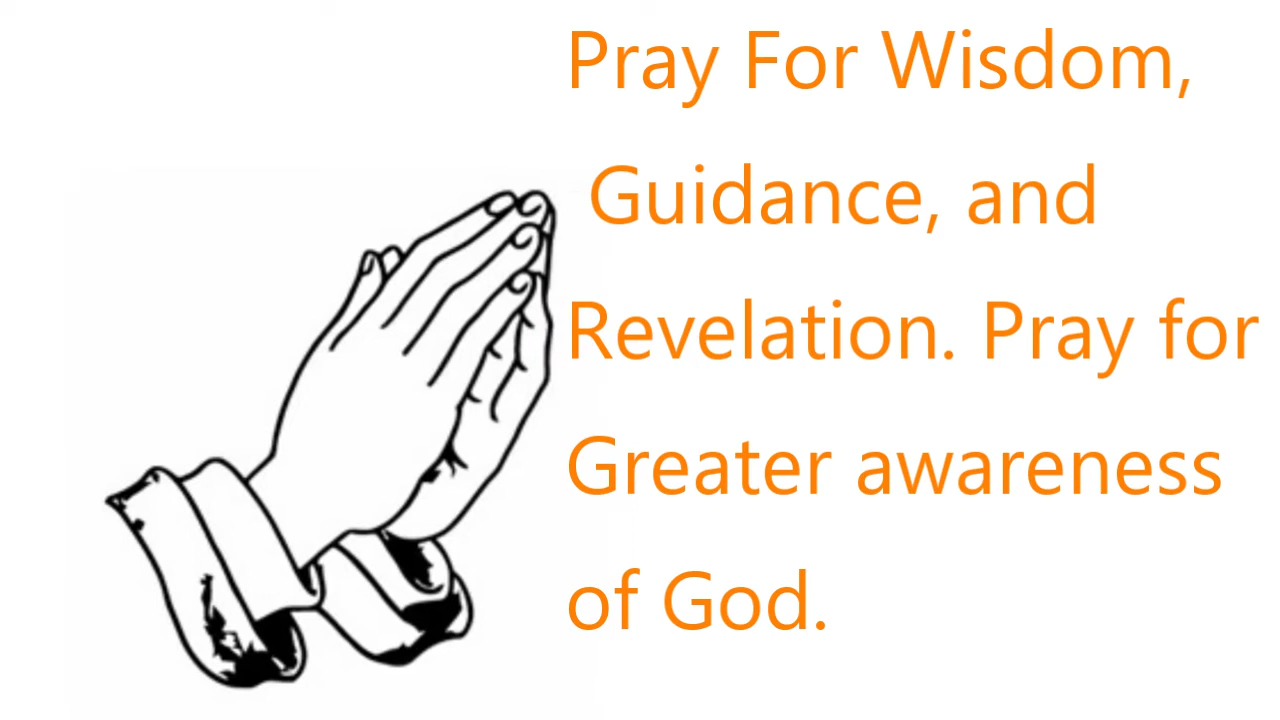 Pray For Wisdom,
Guidance, and
Revelation. Pray for
Greater awareness
of God.